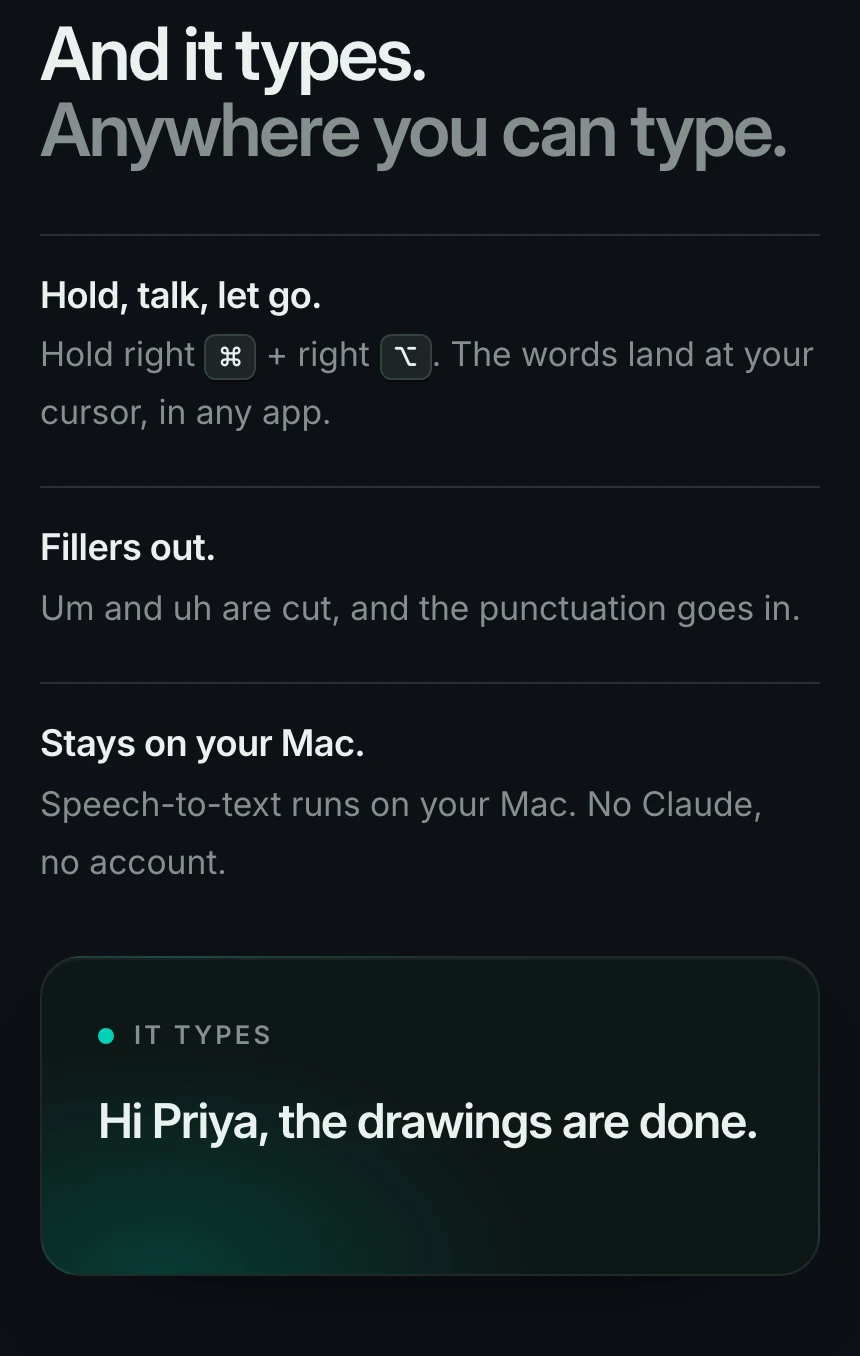 And it types.
Anywhere you can type.
Hold, talk, let go.
Hold right ⌘ + right ⌥. The words land at your
cursor, in any app.
Fillers out.
Um and uh are cut, and the punctuation goes in.
Stays on your Mac.
Speech-to-text runs on your Mac. No Claude,
no account.
IT TYPES
Hi Priya, the drawings are done.